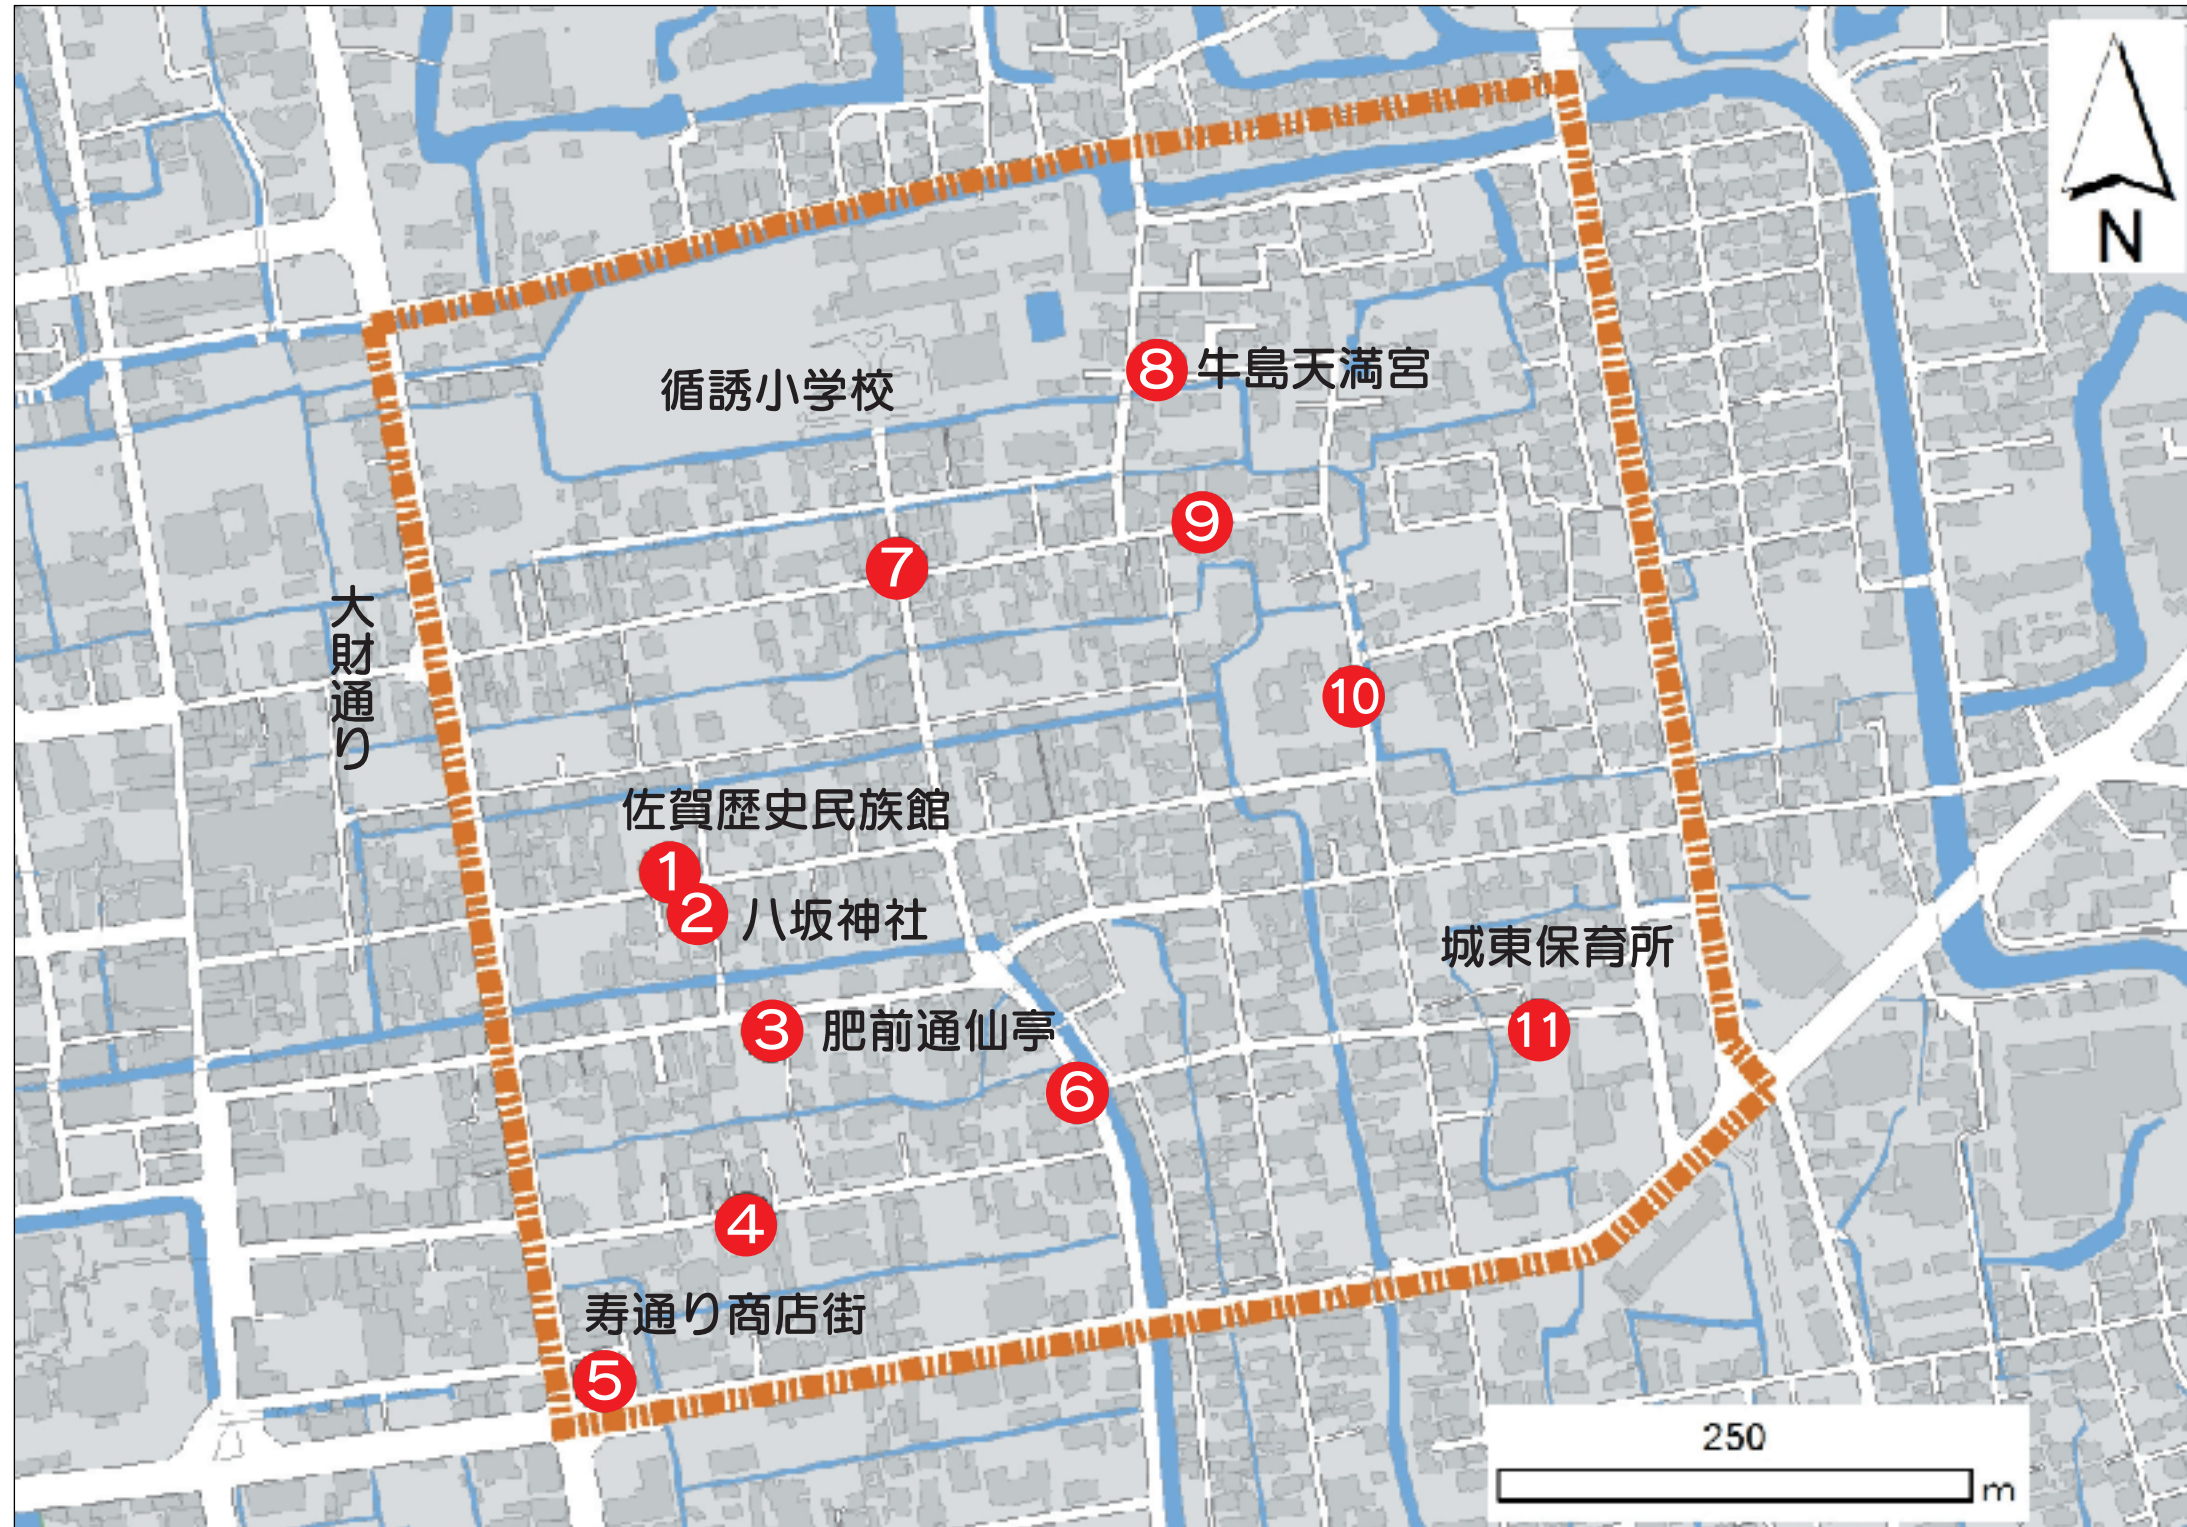 N
循誘小学校
8 牛島天満宮
9
7
大財通り
10
佐賀歴史民族館
1
2 八坂神社
城東保育所
3 肥前通仙亭
11
6
4
寿通り商店街
5
250
m